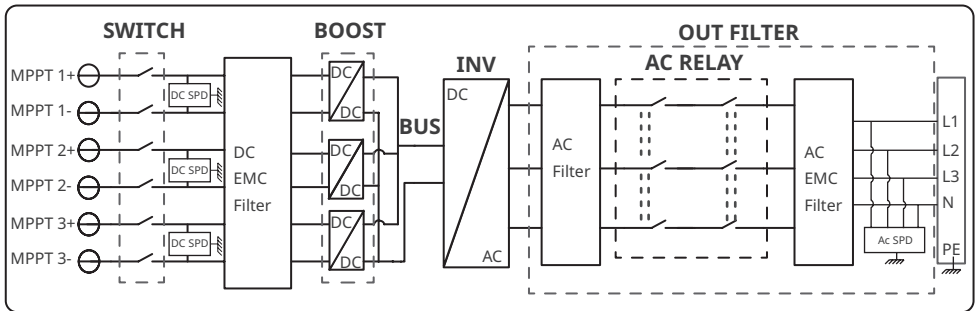 SWITCH
BOOST
OUT FILTER
INV
AC RELAY
MPPT 1+
MPPT 1-
MPPT 2+
MPPT 2-
MPPT 3+
MPPT 3-
DC SPD
DC SPD
DC SPD
DC
EMC
Filter
DC
DC
DC
DC
DC
DC
BUS
DC
AC
AC
Filter
AC
EMC
Filter
L1
L2
L3
N
PE
Ac SPD